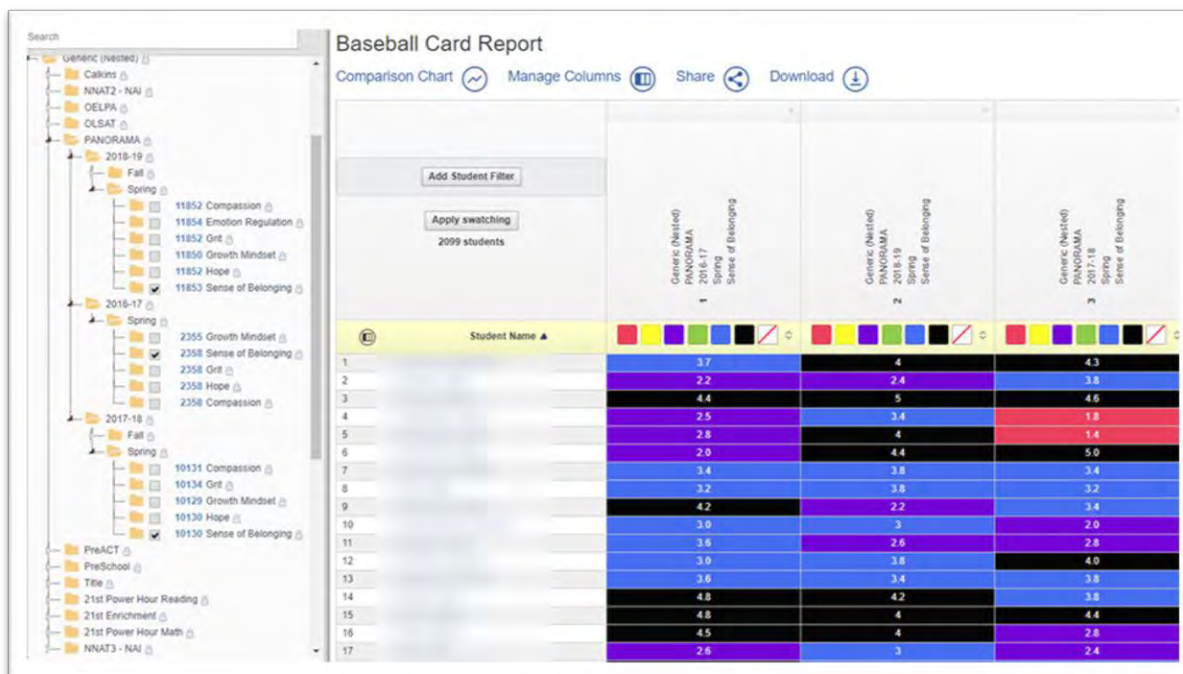 Search
Generic (Nested)
Calkins
NNAT2 - NAI
OELPA
OLSAT
PANORAMA
2018-19
Fall
Spring
11852 Compassion
11854 Emotion Regulation
11852 Grit
11850 Growth Mindset
11852 Hope
11853 Sense of Belonging
2016-17
Spring
2355 Growth Mindset
2358 Sense of Belonging
2358 Grit
2358 Hope
2358 Compassion
2017-18
Fall
Spring
10131 Compassion
10134 Grit
10129 Growth Mindset
10130 Hope
10130 Sense of Belonging
PreACT
PreSchool
Title
21st Power Hour Reading
21st Enrichment
21st Power Hour Math
NNAT3 - NAI
Baseball Card Report
Comparison Chart Manage Columns Share Download
Add Student Filter
Apply swatching
2099 students
Generic (Nested)
PANORAMA
2016-17
Spring
Sense of Belonging
1
Generic (Nested)
PANORAMA
2018-19
Spring
Sense of Belonging
2
Generic (Nested)
PANORAMA
2017-18
Spring
Sense of Belonging
3
Student Name
1 3.7 4 4.3
2 2.2 2.4 3.8
3 4.4 5 4.6
4 2.5 3.4 1.8
5 2.8 4 1.4
6 2.0 4.4 5.0
7 3.4 3.8 3.4
8 3.2 3.8 3.2
9 4.2 2.2 3.4
10 3.0 3 2.0
11 3.6 2.6 2.8
12 3.0 3.8 4.0
13 3.6 3.4 3.8
14 4.8 4.2 3.8
15 4.8 4 4.4
16 4.5 4 2.8
17 2.6 3 2.4